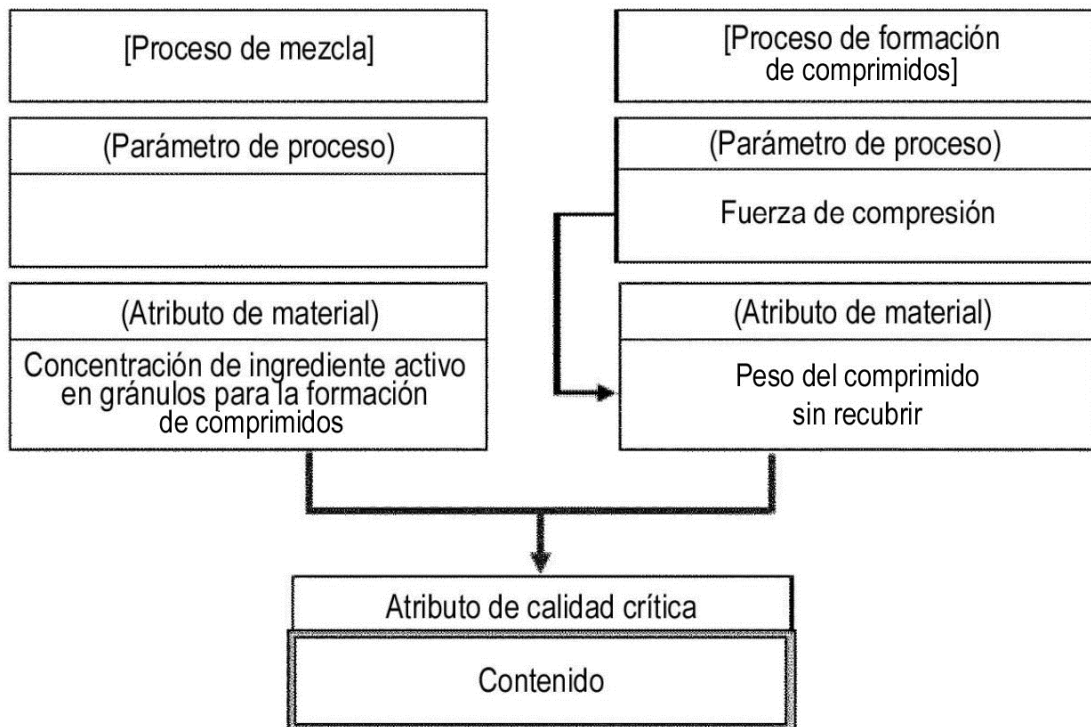 [Proceso de mezcla]
(Parámetro de proceso)
(Atributo de material)
Concentración de ingrediente activo
en gránulos para la formación
de comprimidos
[Proceso de formación
de comprimidos]
(Parámetro de proceso)
Fuerza de compresión
(Atributo de material)
Peso del comprimido
sin recubrir
Atributo de calidad crítica
Contenido